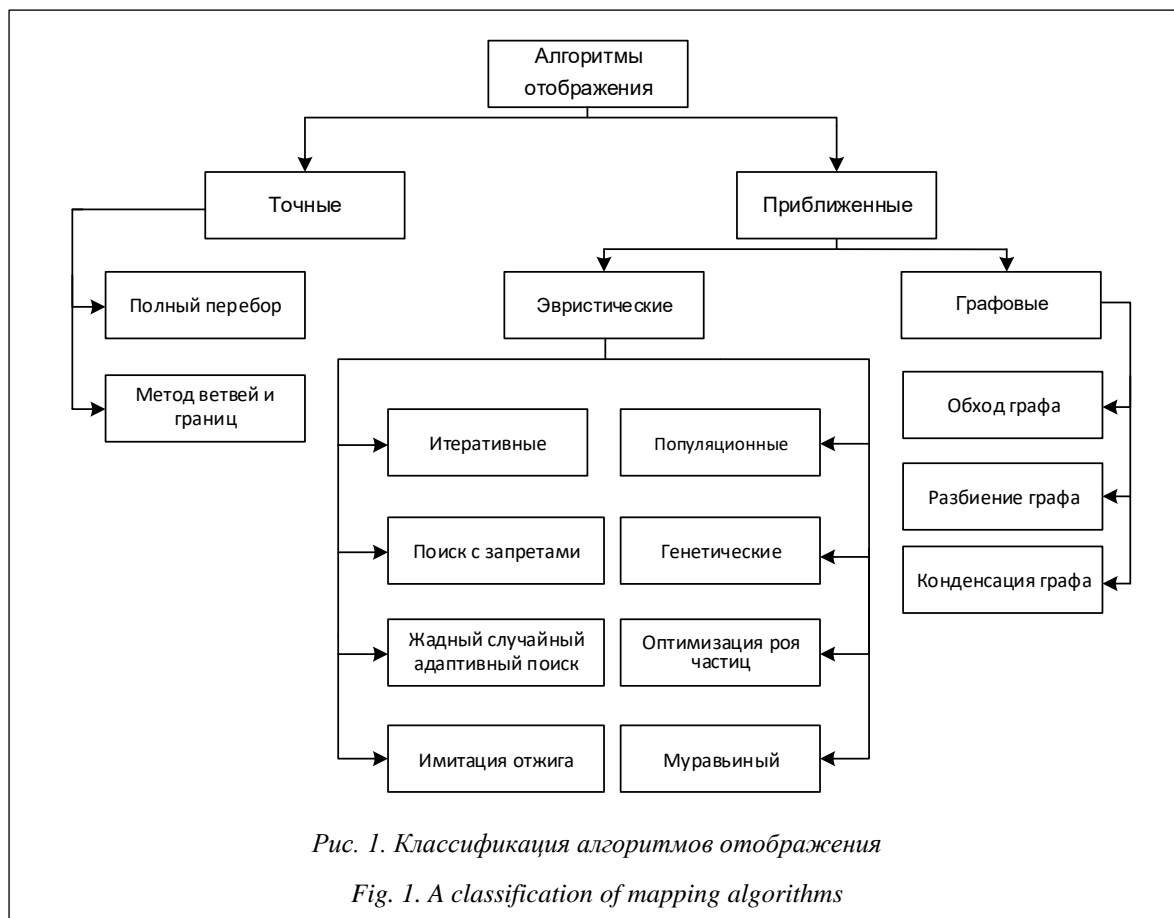 Алгоритмы
отображения
Точные
Приближенные
Полный перебор
Метод ветвей и
границ
Эвристические
Графовые
Итеративные
Популяционные
Поиск с запретами
Генетические
Жадный случайный
адаптивный поиск
Оптимизация роя
частиц
Имитация отжига
Муравьиный
Обход графа
Разбиение графа
Конденсация графа
Рис. 1. Классификация алгоритмов отображения
Fig. 1. A classification of mapping algorithms